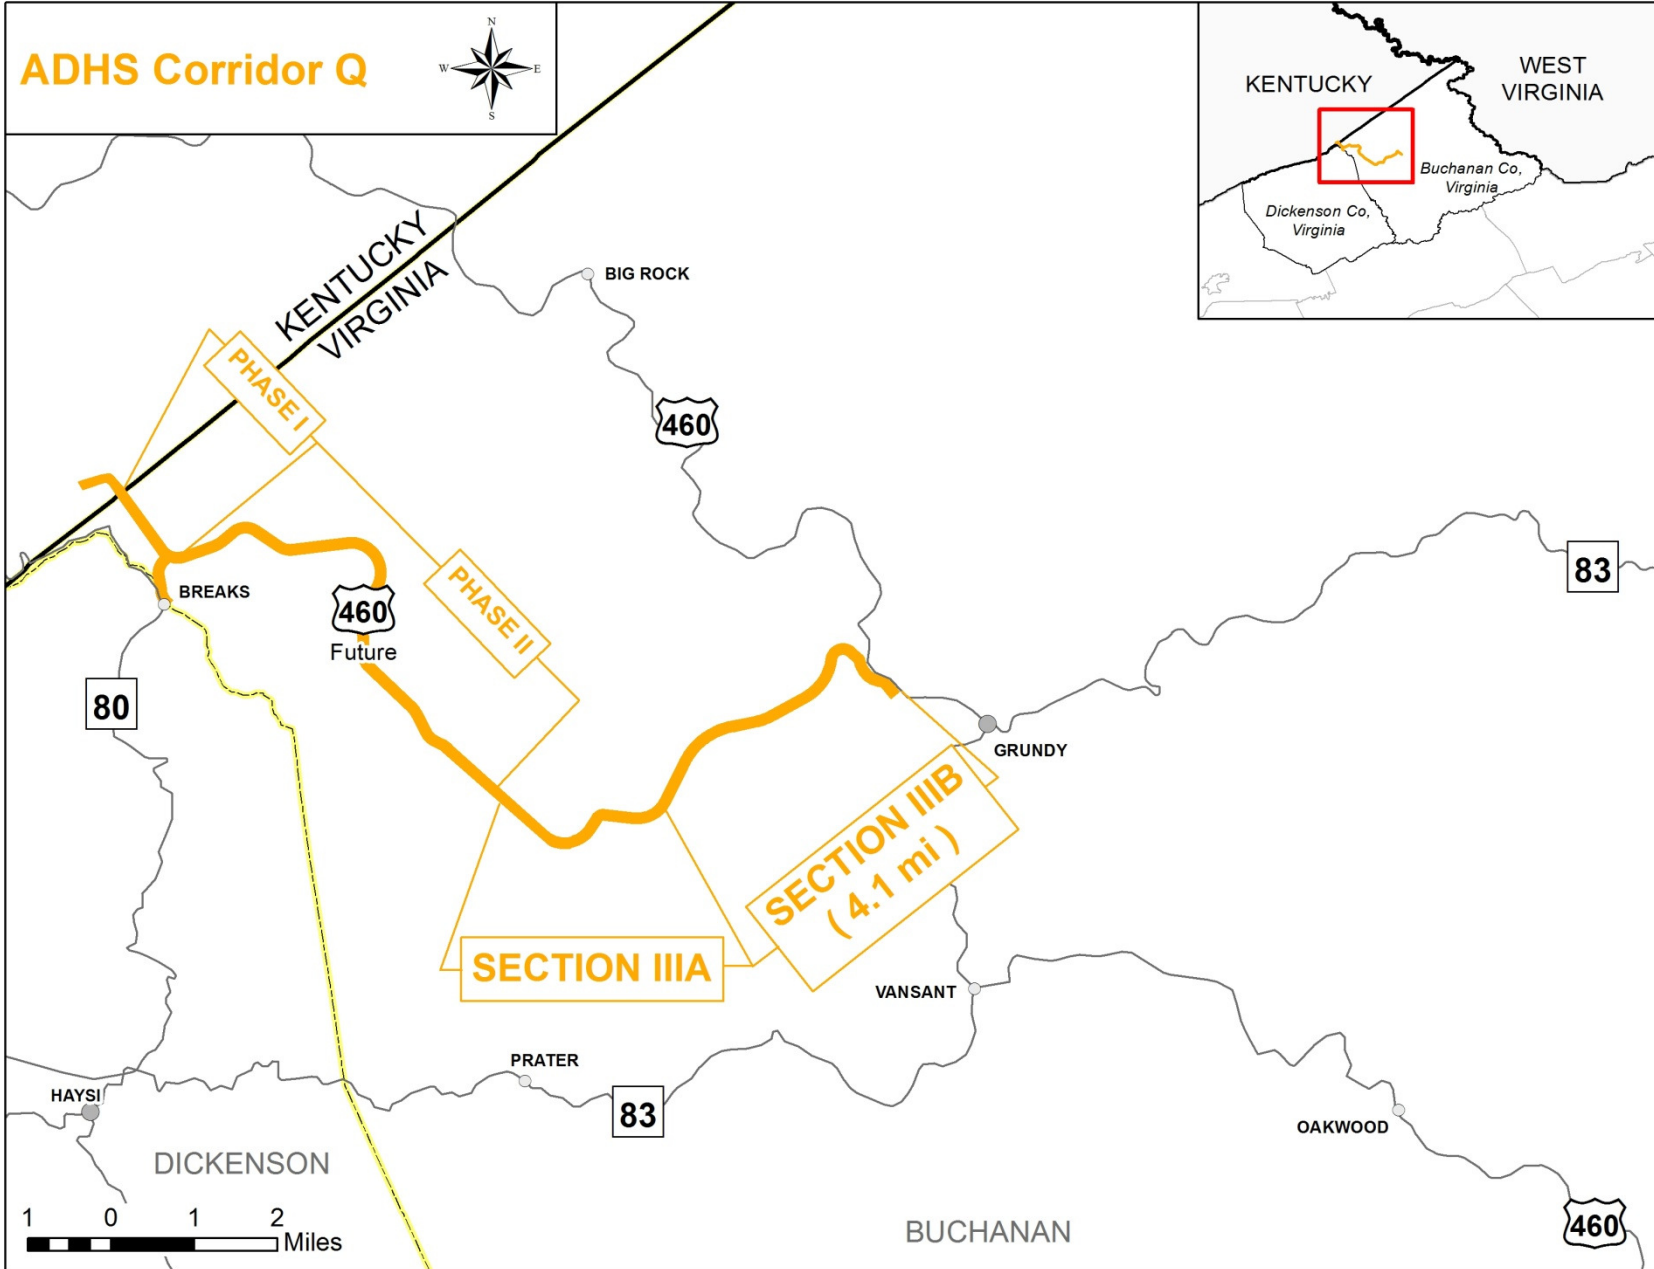 ADHS Corridor Q
N
W
E
S
KENTUCKY
WEST
VIRGINIA
Buchanan Co,
Virginia
Dickenson Co,
Virginia
KENTUCKY
VIRGINIA
BIG ROCK
PHASE I
460
83
BREAKS
PHASE II
460
Future
80
GRUNDY
SECTION IIIB
( 4.1 mi )
SECTION IIIA
VANSANT
PRATER
HAYSI
83
OAKWOOD
DICKENSON
460
BUCHANAN
1 0 1 2
Miles